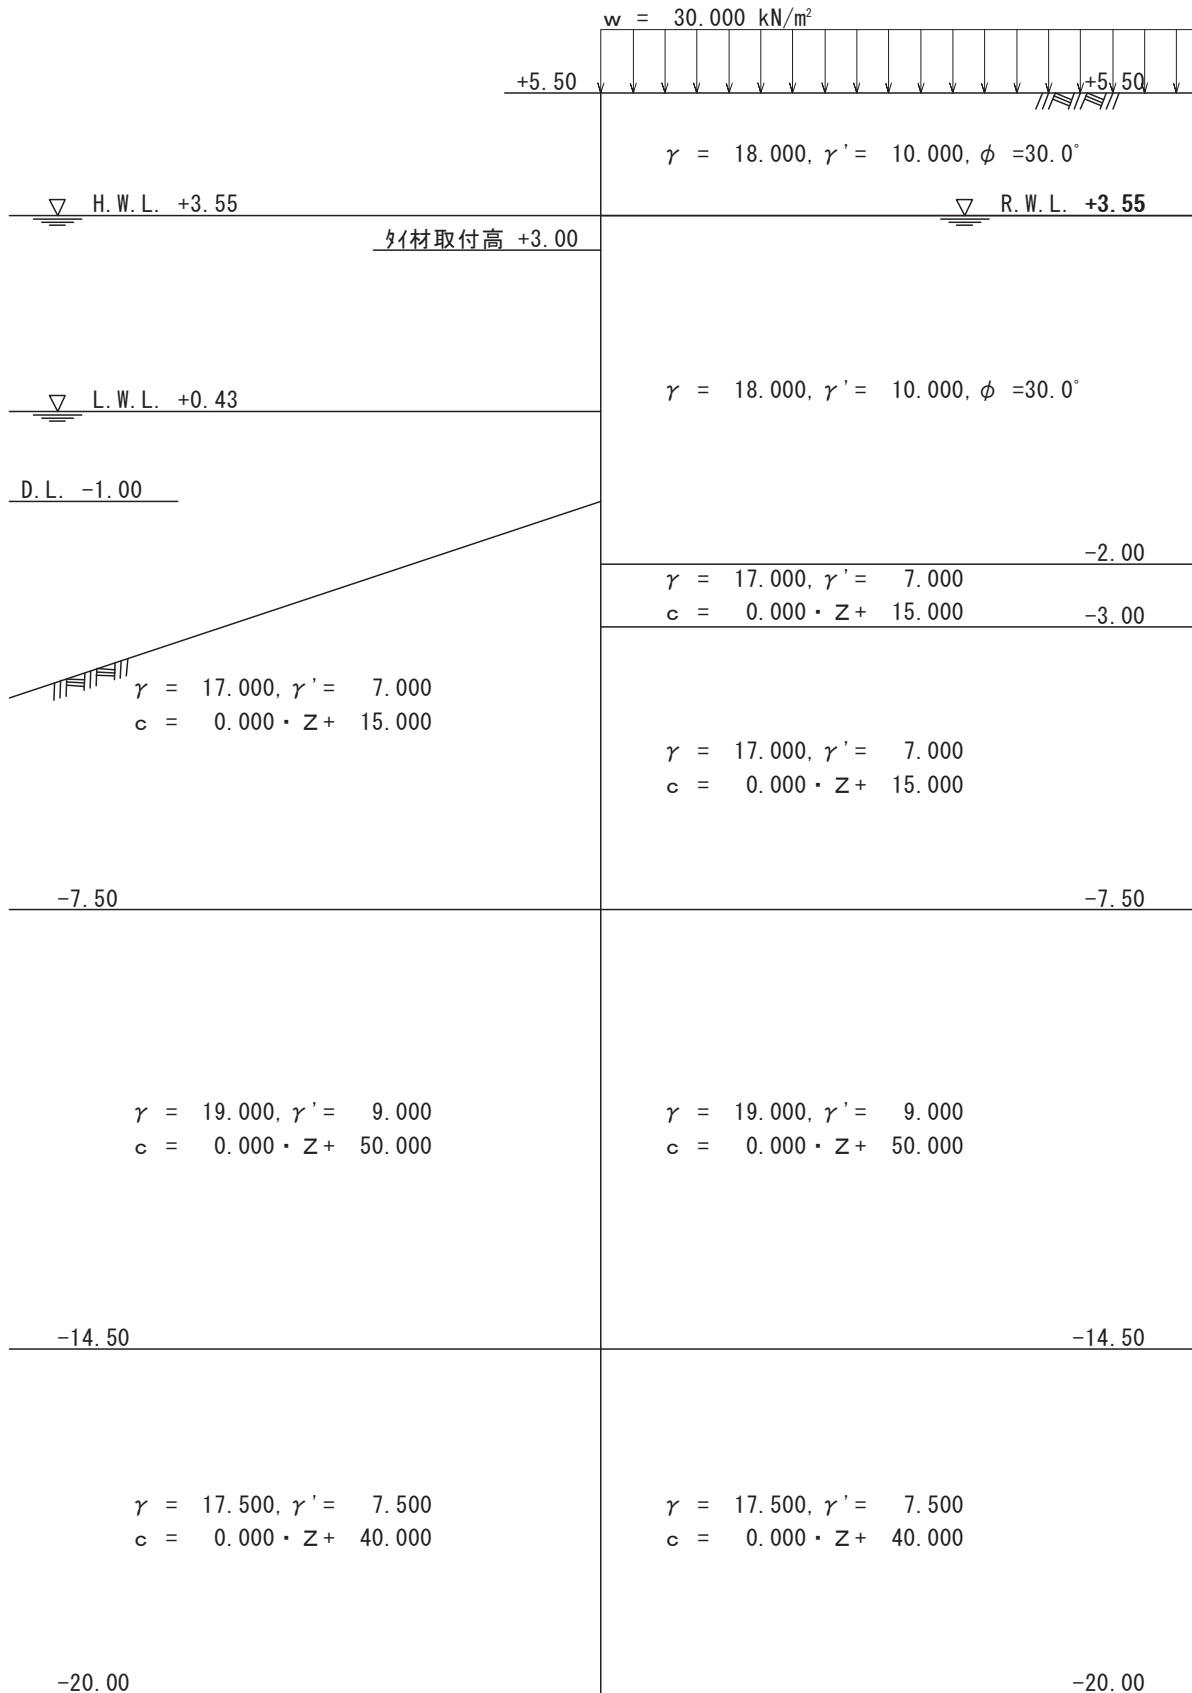 w = 30.000 kN/m²
+5.50 +5.50
γ = 18.000, γ'= 10.000, φ =30.0°
H.W.L. +3.55 R.W.L. +3.55
ﾀｲ材取付高 +3.00
γ = 18.000, γ'= 10.000, φ =30.0°
L.W.L. +0.43
D.L. -1.00
-2.00
γ = 17.000, γ'= 7.000
c = 0.000・Z+ 15.000 -3.00
γ = 17.000, γ'= 7.000
c = 0.000・Z+ 15.000
γ = 17.000, γ'= 7.000
c = 0.000・Z+ 15.000
-7.50 -7.50
γ = 19.000, γ'= 9.000 γ = 19.000, γ'= 9.000
c = 0.000・Z+ 50.000 c = 0.000・Z+ 50.000
-14.50 -14.50
γ = 17.500, γ'= 7.500 γ = 17.500, γ'= 7.500
c = 0.000・Z+ 40.000 c = 0.000・Z+ 40.000
-20.00 -20.00